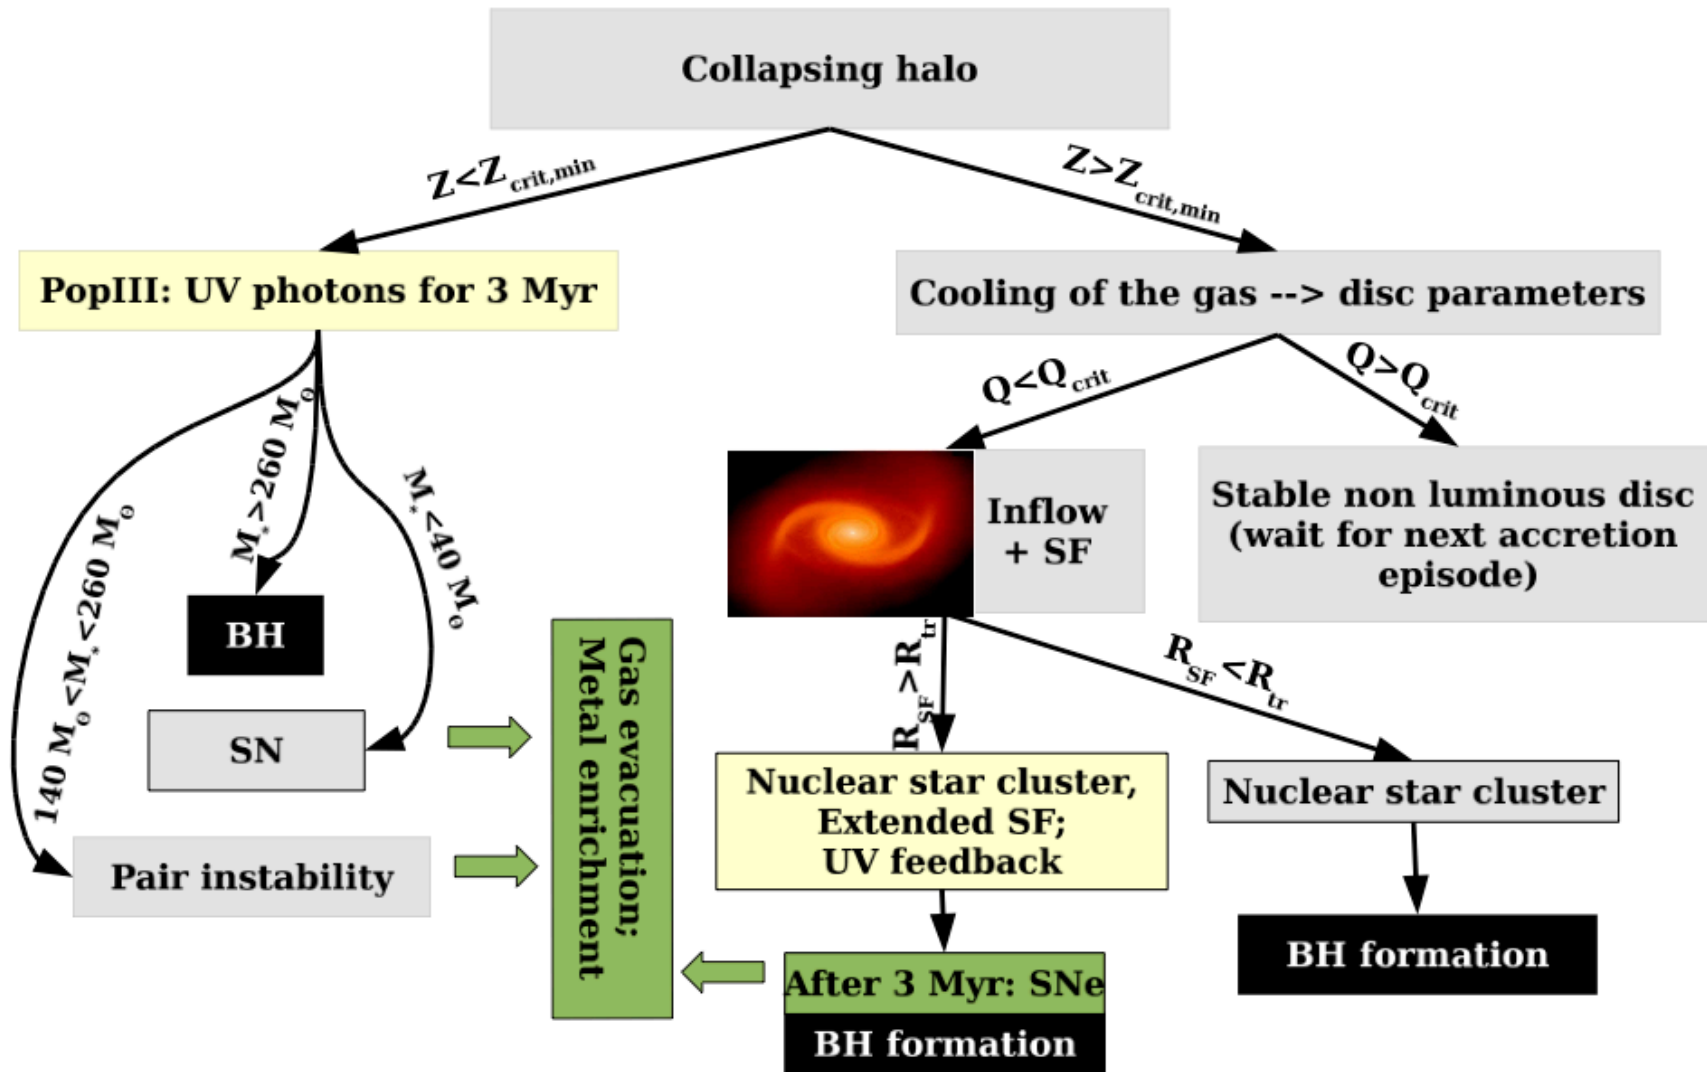 Collapsing halo
Z<Z crit,min
Z>Z crit,min
PopIII: UV photons for 3 Myr
Cooling of the gas --> disc parameters
Q<Q crit
Q>Q crit
140 M⊙<M*<260 M⊙
M*>260 M⊙
M*<40 M⊙
Inflow
+ SF
Stable non luminous disc
(wait for next accretion
episode)
BH
SN
Pair instability
Gas evacuation;
Metal enrichment
R SF>R tr
R SF<R tr
Nuclear star cluster,
Extended SF;
UV feedback
Nuclear star cluster
After 3 Myr: SNe
BH formation
BH formation